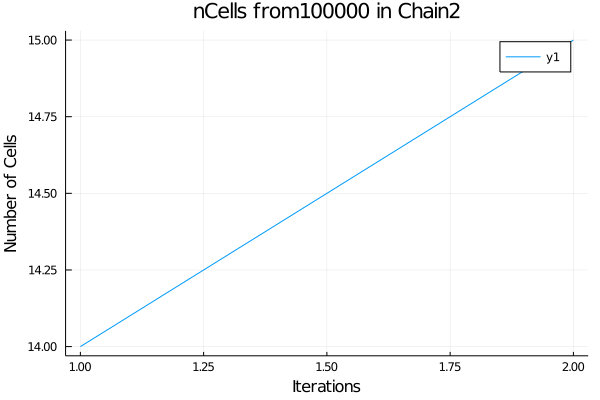 nCells from100000 in Chain2
15.00
y1
14.75
14.50
14.25
14.00
Number of Cells
1.00 1.25 1.50 1.75 2.00
Iterations